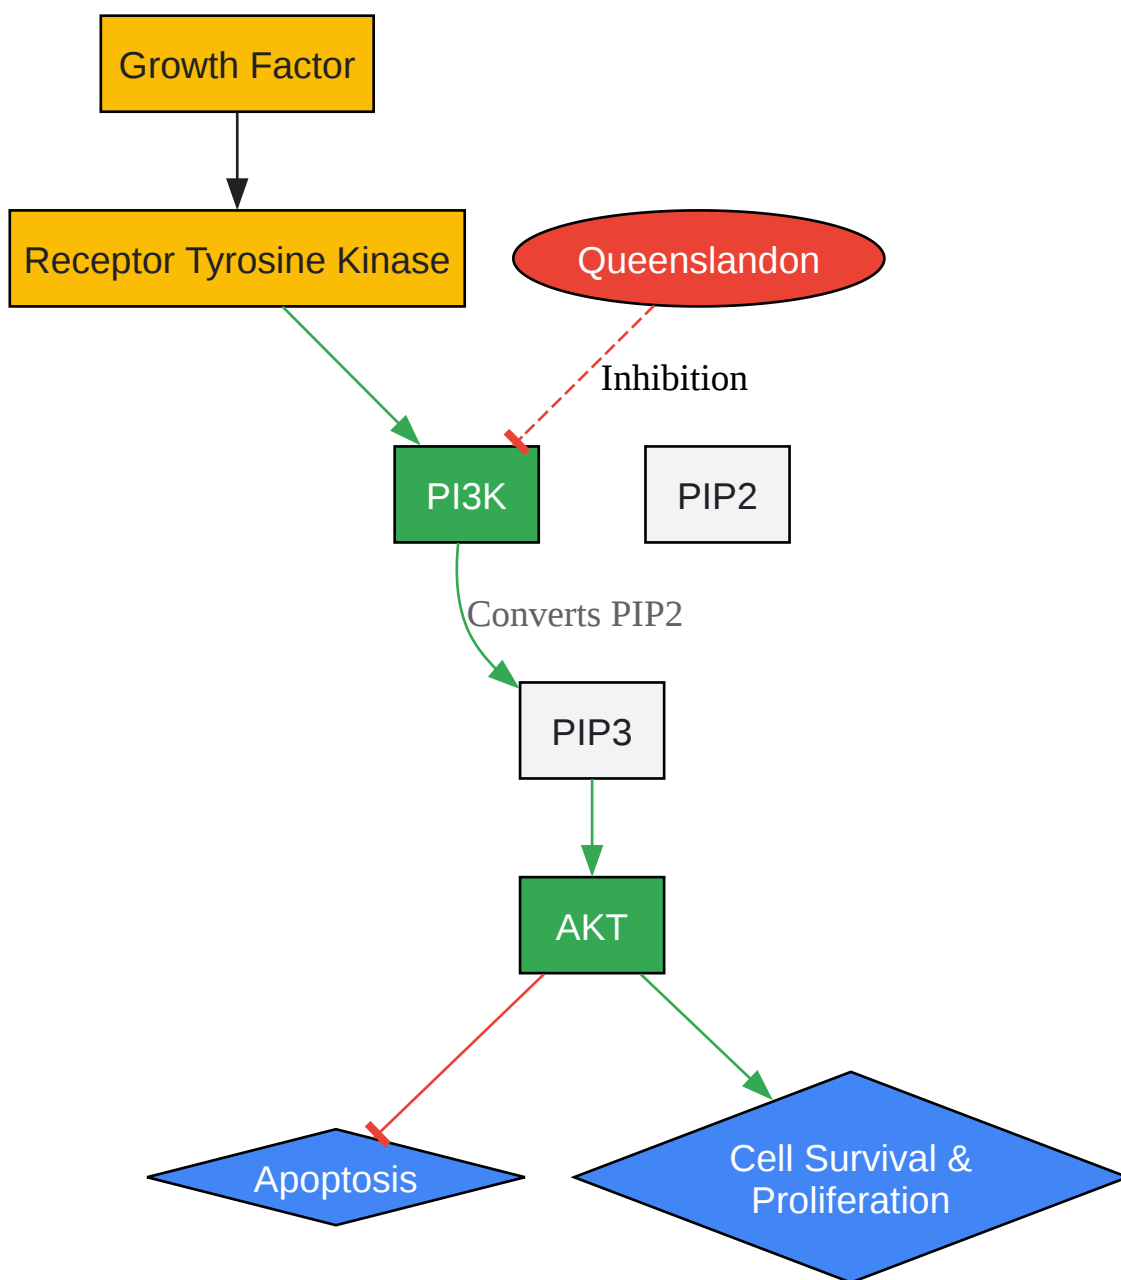 Growth Factor
Receptor Tyrosine Kinase
Queenslandon
Inhibition
PI3K
PIP2
Converts PIP2
PIP3
AKT
Apoptosis
Cell Survival &
Proliferation